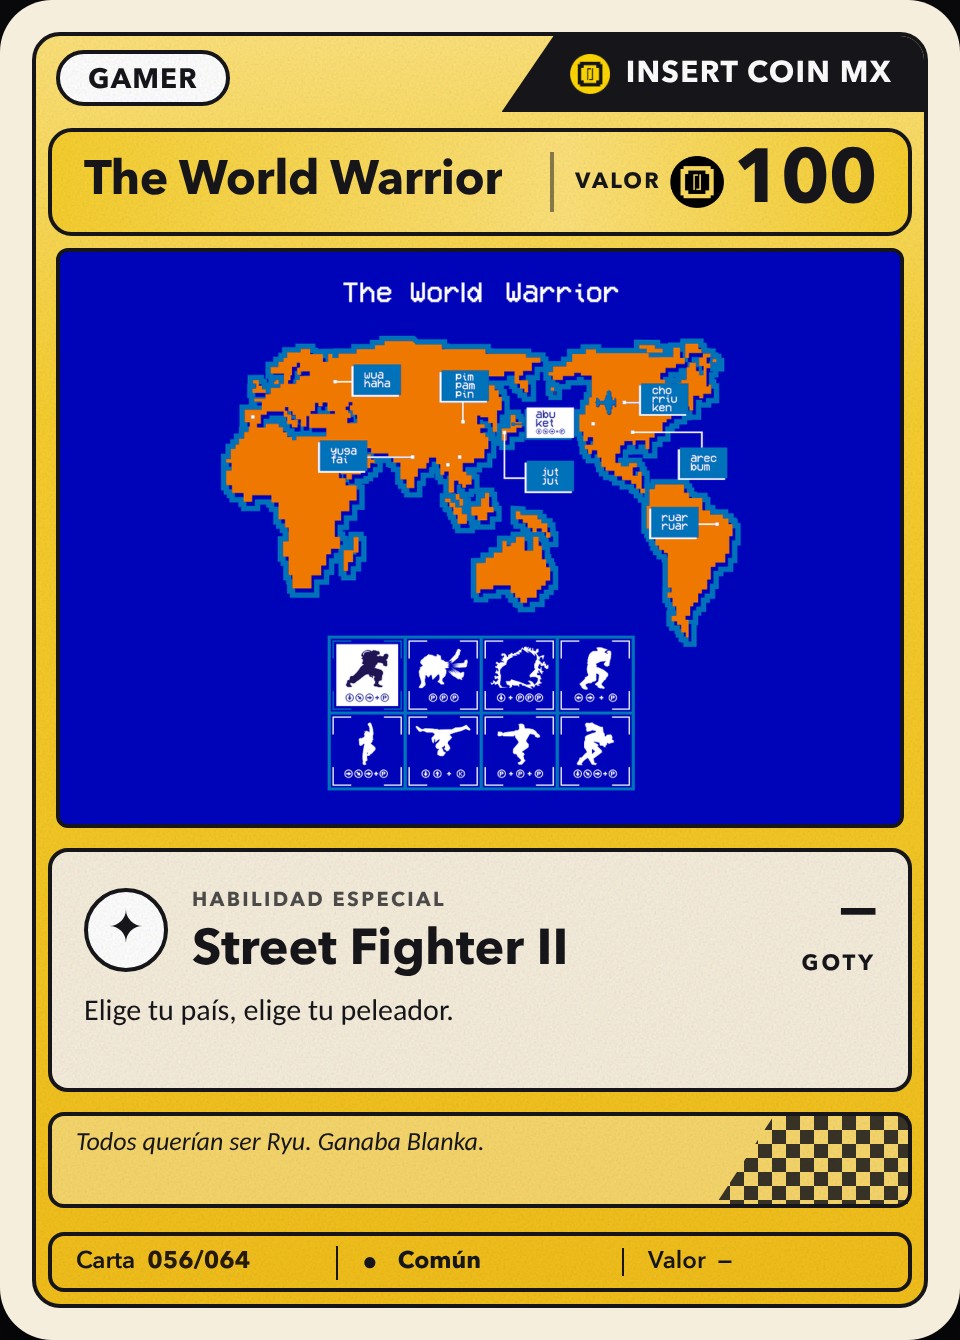 GAMER
INSERT COIN MX
The World Warrior
VALOR
100
The World Warrior
wua
haha
pim
pam
pin
cho
rriu
ken
abu
ket
yuga
fai
arec
bum
jut
jui
ruar
ruar
HABILIDAD ESPECIAL
Street Fighter II
–
GOTY
Elige tu país, elige tu peleador.
Todos querían ser Ryu. Ganaba Blanka.
Carta 056/064
● Común
Valor –